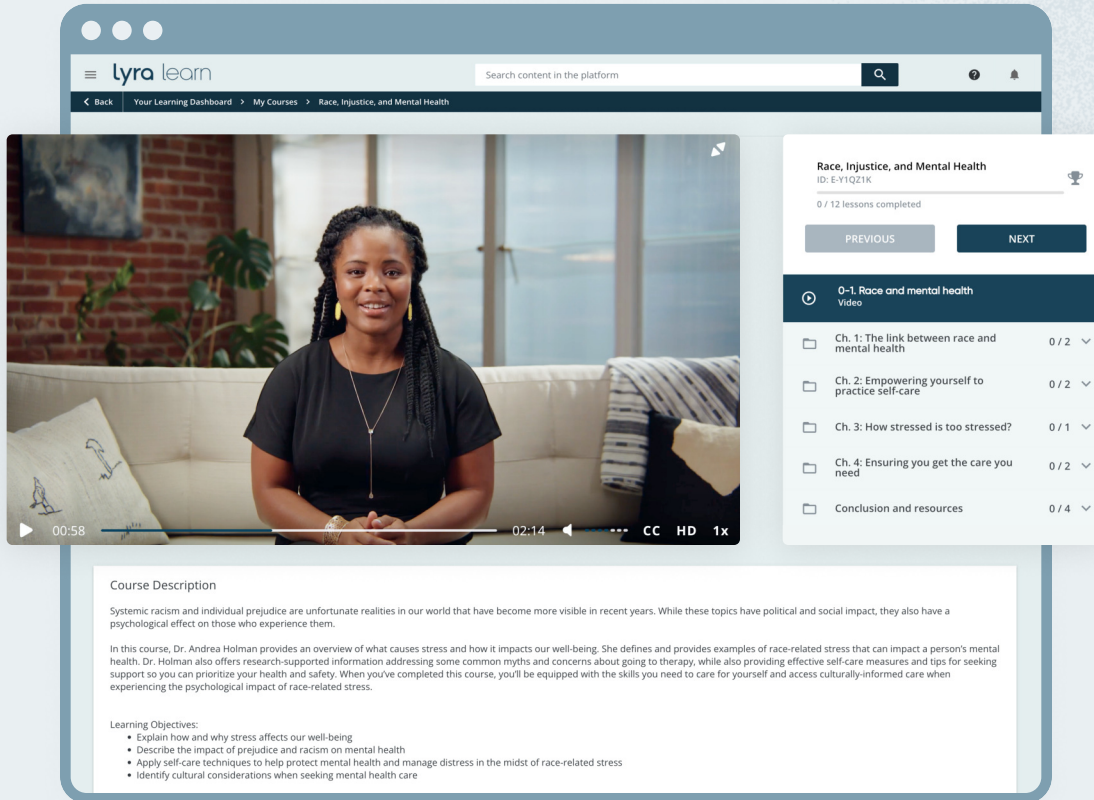 lyra learn
Search content in the platform
Back
Your Learning Dashboard > My Courses > Race, Injustice, and Mental Health
Race, Injustice, and Mental Health
ID: E-Y1QZ1K
0 / 12 lessons completed
PREVIOUS
NEXT
0-1. Race and mental health
Video
Ch. 1: The link between race and
mental health
0 / 2
Ch. 2: Empowering yourself to
practice self-care
0 / 2
Ch. 3: How stressed is too stressed?
0 / 1
Ch. 4: Ensuring you get the care you
need
0 / 2
Conclusion and resources
0 / 4
00:58
02:14
CC HD 1x
Course Description
Systemic racism and individual prejudice are unfortunate realities in our world that have become more visible in recent years. While these topics have political and social impact, they also have a
psychological effect on those who experience them.
In this course, Dr. Andrea Holman provides an overview of what causes stress and how it impacts our well-being. She defines and provides examples of race-related stress that can impact a person's mental
health. Dr. Holman also offers research-supported information addressing some common myths and concerns about going to therapy, while also providing effective self-care measures and tips for seeking
support so you can prioritize your health and safety. When you've completed this course, you'll be equipped with the skills you need to care for yourself and access culturally-informed care when
experiencing the psychological impact of race-related stress.
Learning Objectives:
• Explain how and why stress affects our well-being
• Describe the impact of prejudice and racism on mental health
• Apply self-care techniques to help protect mental health and manage distress in the midst of race-related stress
• Identify cultural considerations when seeking mental health care